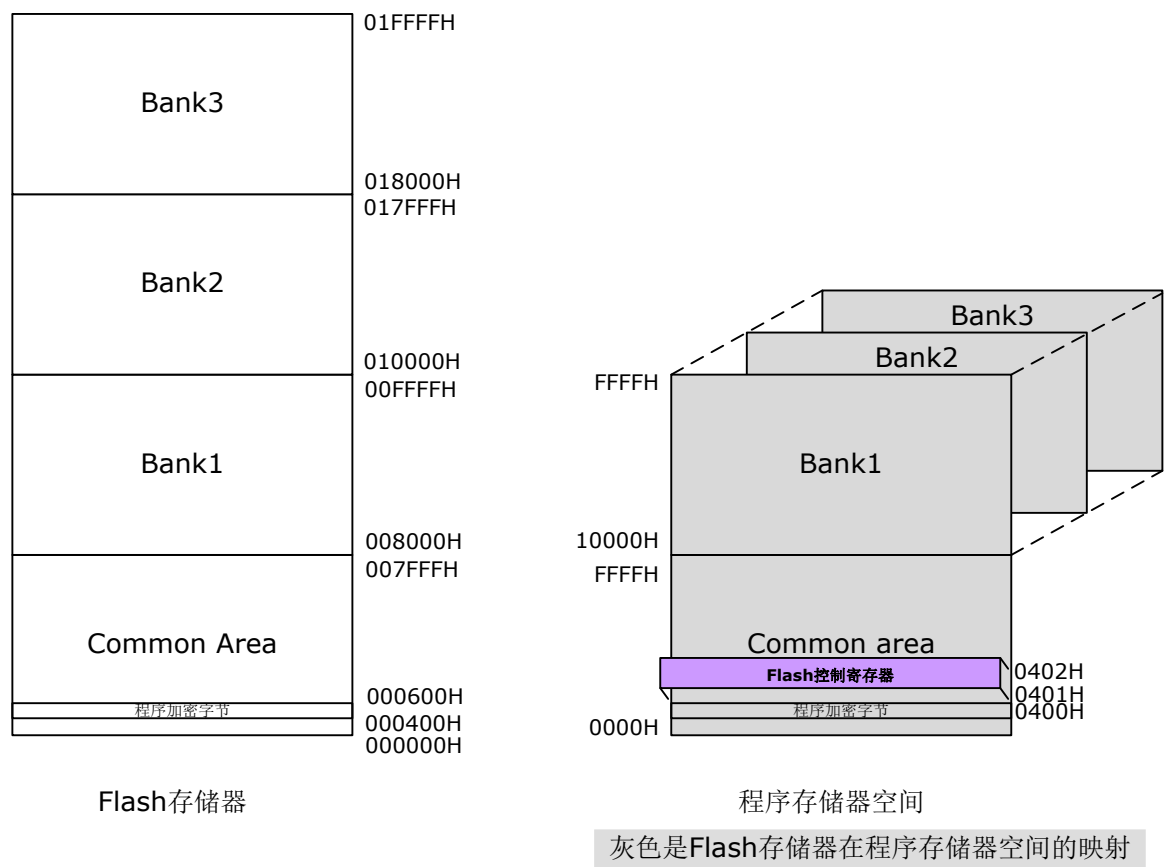 01FFFFH
Bank3
018000H
017FFFH
Bank2
010000H
00FFFFH
Bank1
008000H
007FFFH
Common Area
000600H
程序加密字节
000400H
000000H
Flash存储器
Bank3
Bank2
FFFFH
Bank1
10000H
FFFFH
Common area
Flash控制寄存器
0402H
0401H
程序加密字节
0400H
0000H
程序存储器空间
灰色是Flash存储器在程序存储器空间的映射